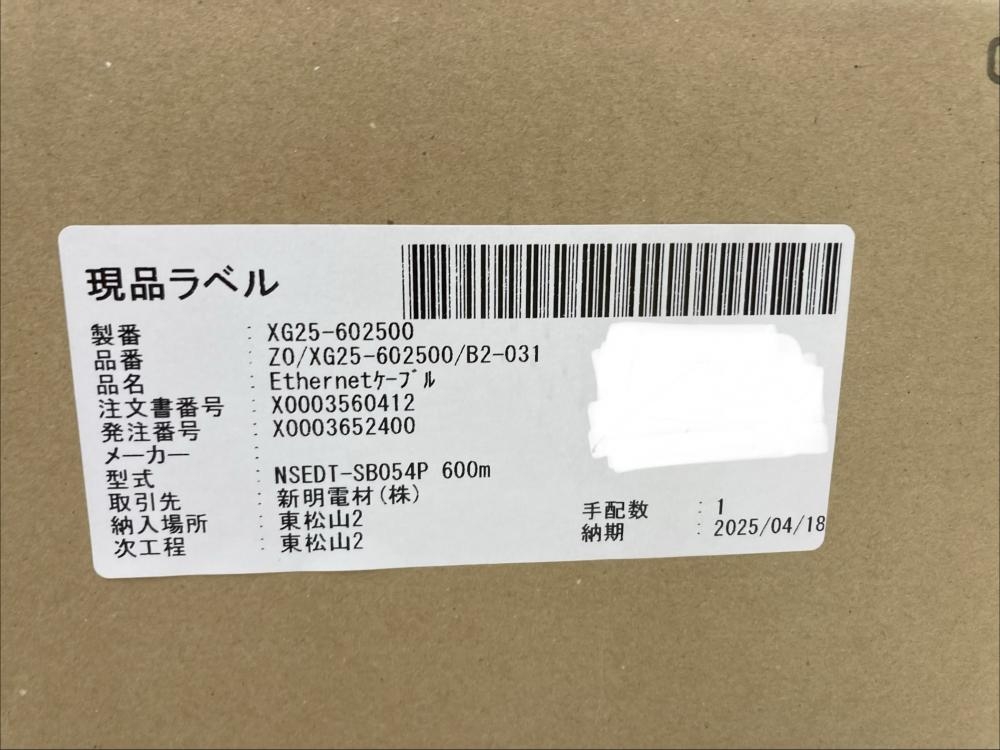 現品ラベル
製番 : XG25-602500
品番 : ZO/XG25-602500/B2-031
品名 : Ethernetｹｰﾌﾞﾙ
注文書番号 : X0003560412
発注番号 : X0003652400
メーカー :
型式 : NSEDT-SB054P 600m
取引先 : 新明電材(株)
納入場所 : 東松山2
次工程 : 東松山2
手配数 : 1
納期 : 2025/04/18